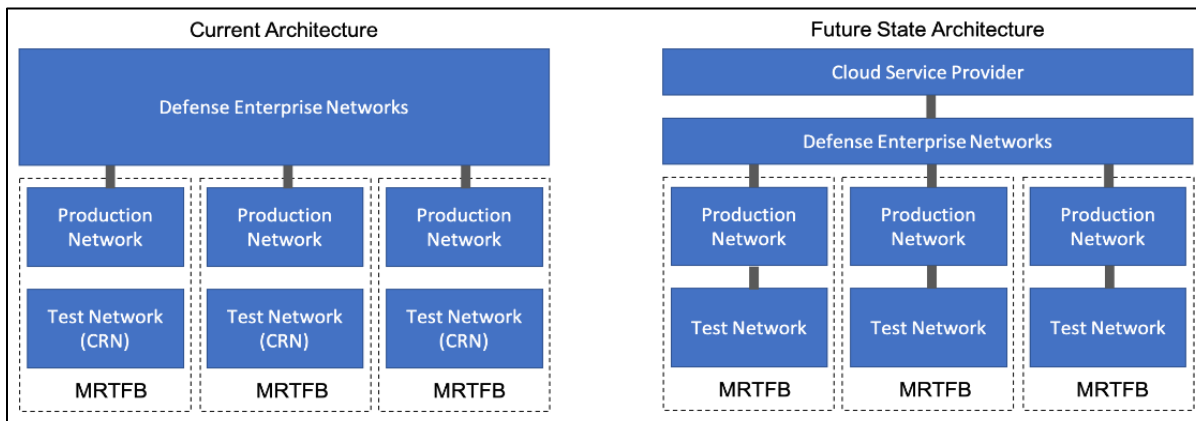 Current Architecture
Defense Enterprise Networks
Production
Network
Production
Network
Production
Network
Test Network
(CRN)
Test Network
(CRN)
Test Network
(CRN)
MRTFB
MRTFB
MRTFB
Future State Architecture
Cloud Service Provider
Defense Enterprise Networks
Production
Network
Production
Network
Production
Network
Test Network
Test Network
Test Network
MRTFB
MRTFB
MRTFB